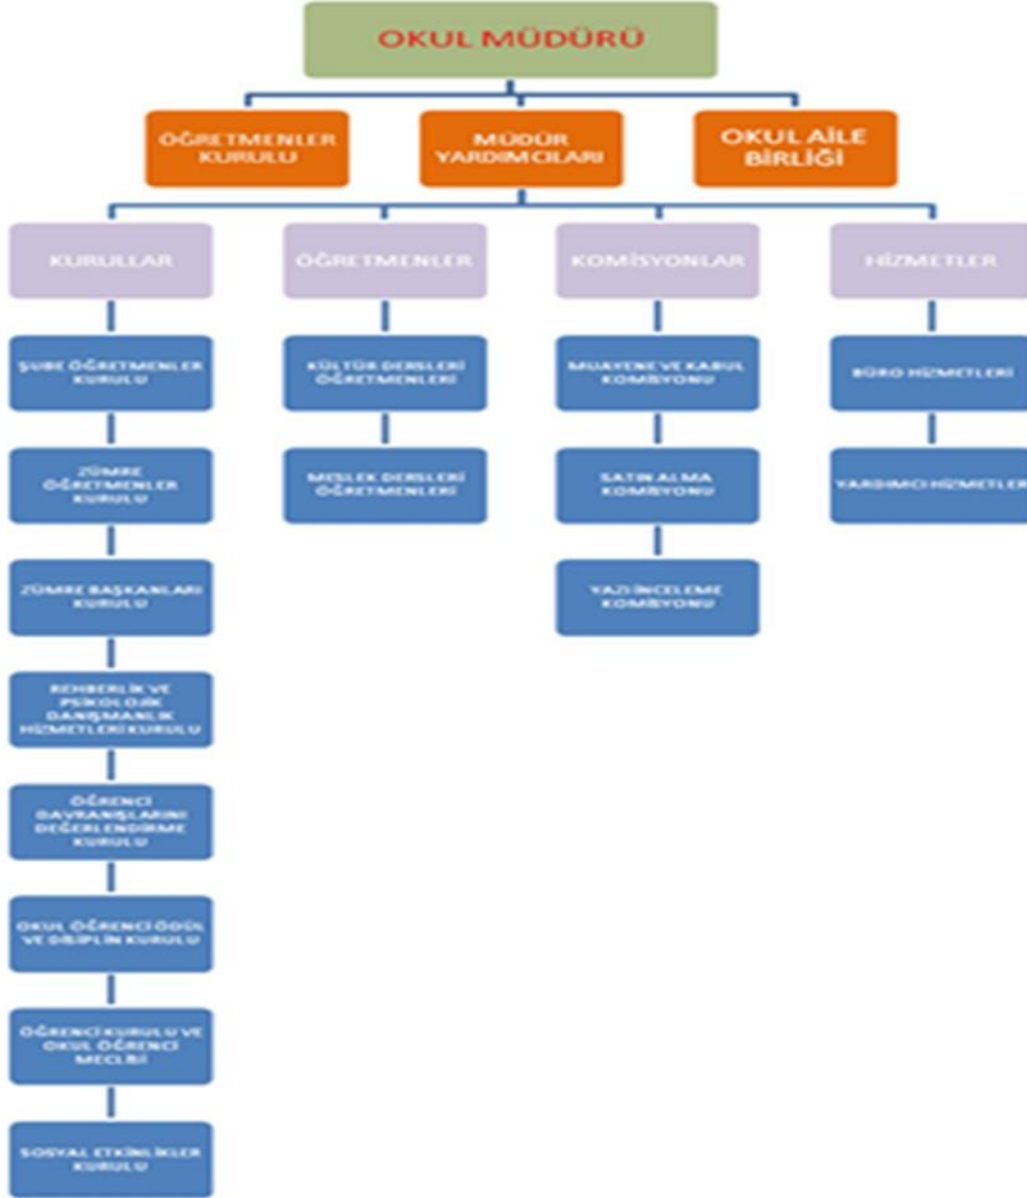 OKUL MÜDÜRÜ
ÖĞRETMENLER
KURULU
MÜDÜR
YARDIMCILARI
OKUL AİLE
BİRLİĞİ
KURULLAR
ÖĞRETMENLER
KOMİSYONLAR
HİZMETLER
ŞUBE ÖĞRETMENLER
KURULU
KÜLTÜR DERSLERİ
ÖĞRETMENLERİ
MUAYENE VE KABUL
KOMİSYONU
BÜRO HİZMETLERİ
ZÜMRE
ÖĞRETMENLER
KURULU
MESLEK DERSLERİ
ÖĞRETMENLERİ
SATIN ALMA
KOMİSYONU
YARDIMCI HİZMETLER
ZÜMRE BAŞKANLARI
KURULU
YAZI İNCELEME
KOMİSYONU
REHBERLİK VE
PSİKOLOJİK
DANIŞMANLIK
HİZMETLERİ KURULU
ÖĞRENCİ
DAVRANIŞLARINI
DEĞERLENDİRME
KURULU
OKUL ÖĞRENCİ ÖDÜL
VE DİSİPLİN KURULU
ÖĞRENCİ KURULU VE
OKUL ÖĞRENCİ
MECLİSİ
SOSYAL ETKİNLİKLER
KURULU